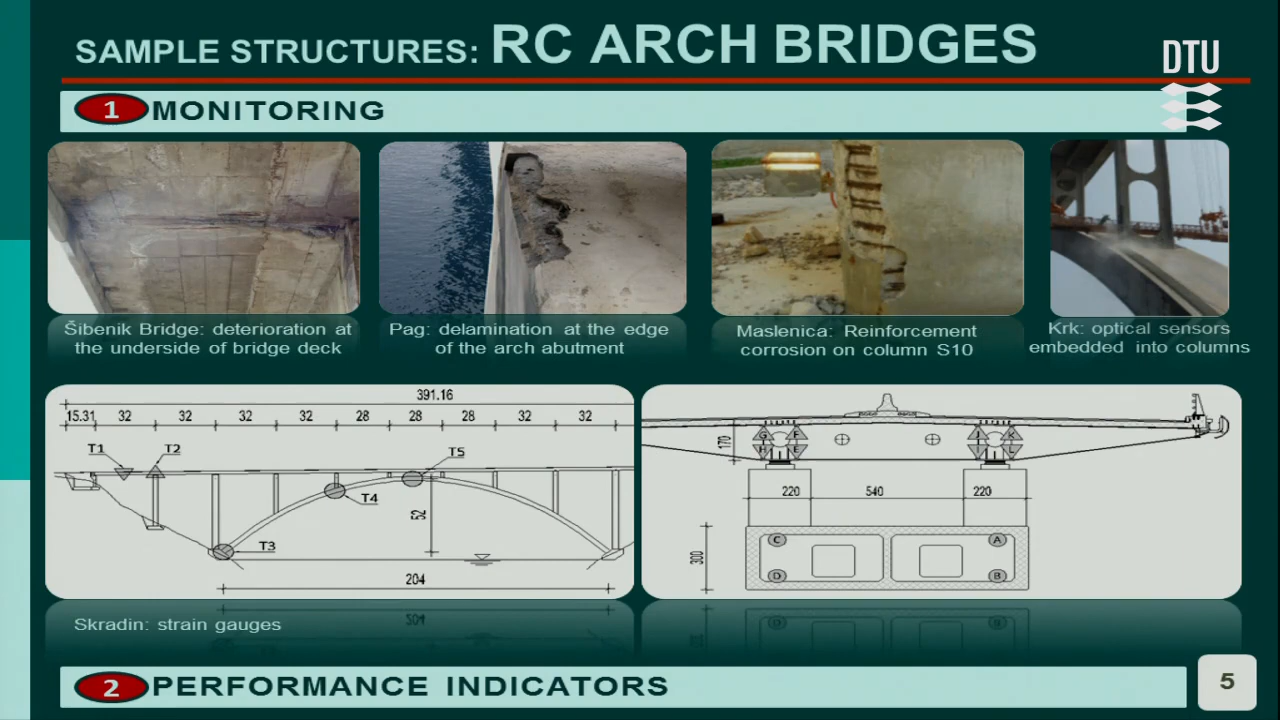 SAMPLE STRUCTURES: RC ARCH BRIDGES
DTU
1 MONITORING
Šibenik Bridge: deterioration at
the underside of bridge deck
Pag: delamination at the edge
of the arch abutment
Maslenica: Reinforcement
corrosion on column S10
Krk: optical sensors
embedded into columns
391.16
15.31 32 32 32 32 28 28 28 32 32
T1 T2 T5
T4
52
T3
204
170
G F J K
H E I L
220 540 220
300
C A
D B
Skradin: strain gauges
2 PERFORMANCE INDICATORS
5